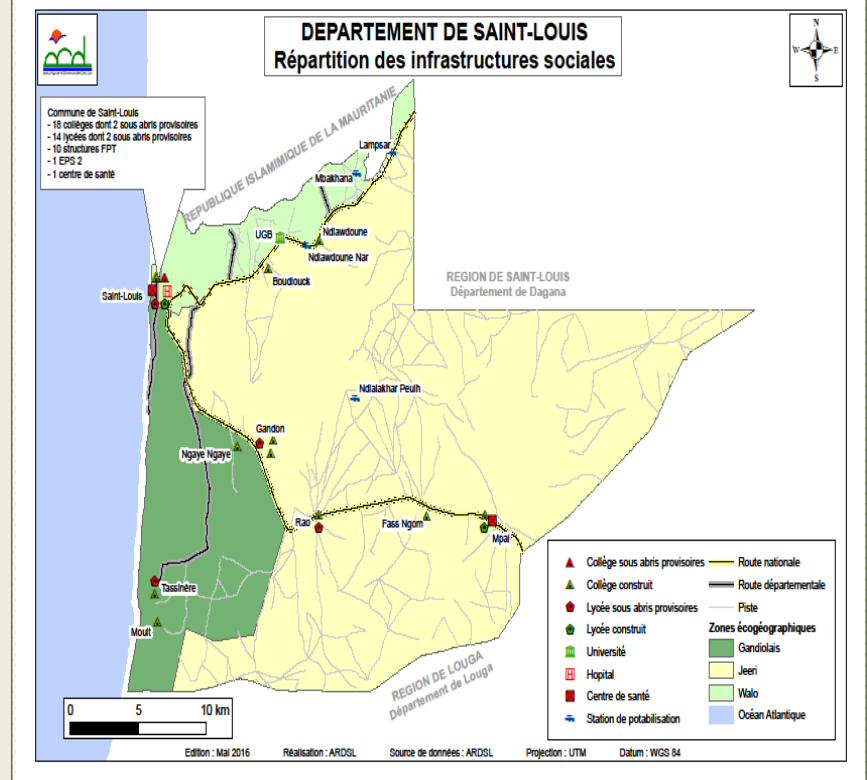 DEPARTEMENT DE SAINT-LOUIS
Répartition des infrastructures sociales
N
W
E
S
Commune de Saint-Louis
- 18 collèges dont 2 sous abris provisoires
- 14 lycées dont 2 sous abris provisoires
- 10 structures FPT
- 1 EPS 2
- 1 centre de santé
REPUBLIQUE ISLAMIMIQUE DE LA MAURITANIE
Lampsar
Mbakhana
UGB
Ndiawdoune
Ndiawdoune Nar
Boudiouck
Saint-Louis
REGION DE SAINT-LOUIS
Département de Dagana
Ndialakhar Peulh
Gandon
Ngaye Ngaye
Rao
Fass Ngom
Mpal
Tassinère
Mouit
REGION DE LOUGA
Département de Louga
0 5 10 km
Collège sous abris provisoires
Collège construit
Lycée sous abris provisoires
Lycée construit
Université
H Hopital
Centre de santé
Station de potabilisation
Route nationale
Route départementale
Piste
Zones écogéographiques
Gandiolais
Jeeri
Walo
Océan Atlantique
Edition : Mai 2016 Réalisation : ARDSL Source de données : ARDSL Projection : UTM Datum : WGS 84